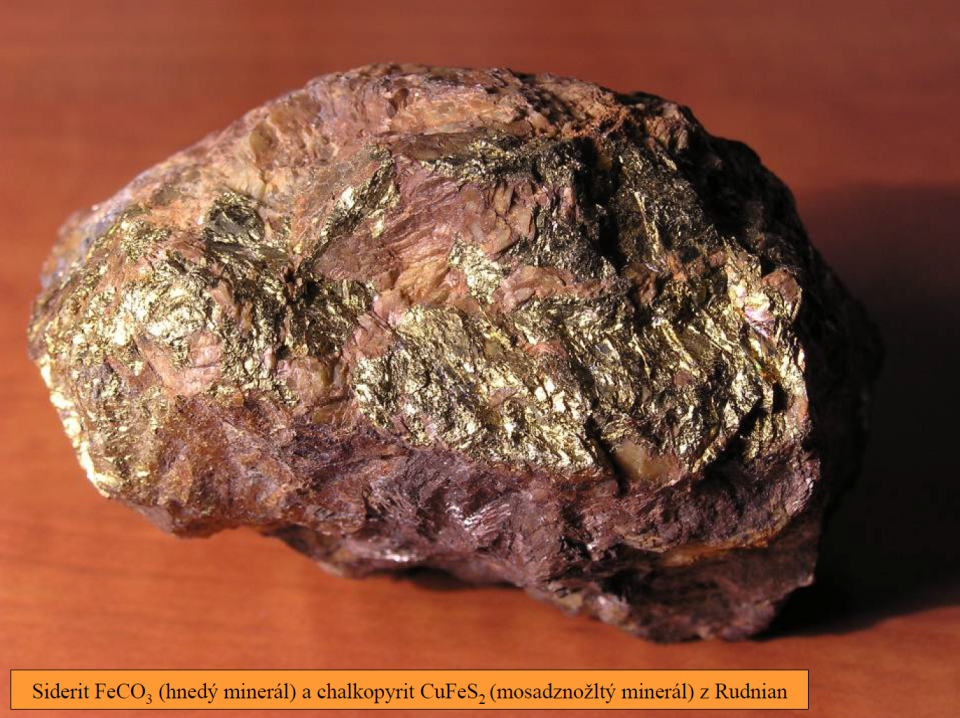 Siderit FeCO₃ (hnedý minerál) a chalkopyrit CuFeS₂ (mosadznožltý minerál) z Rudnian